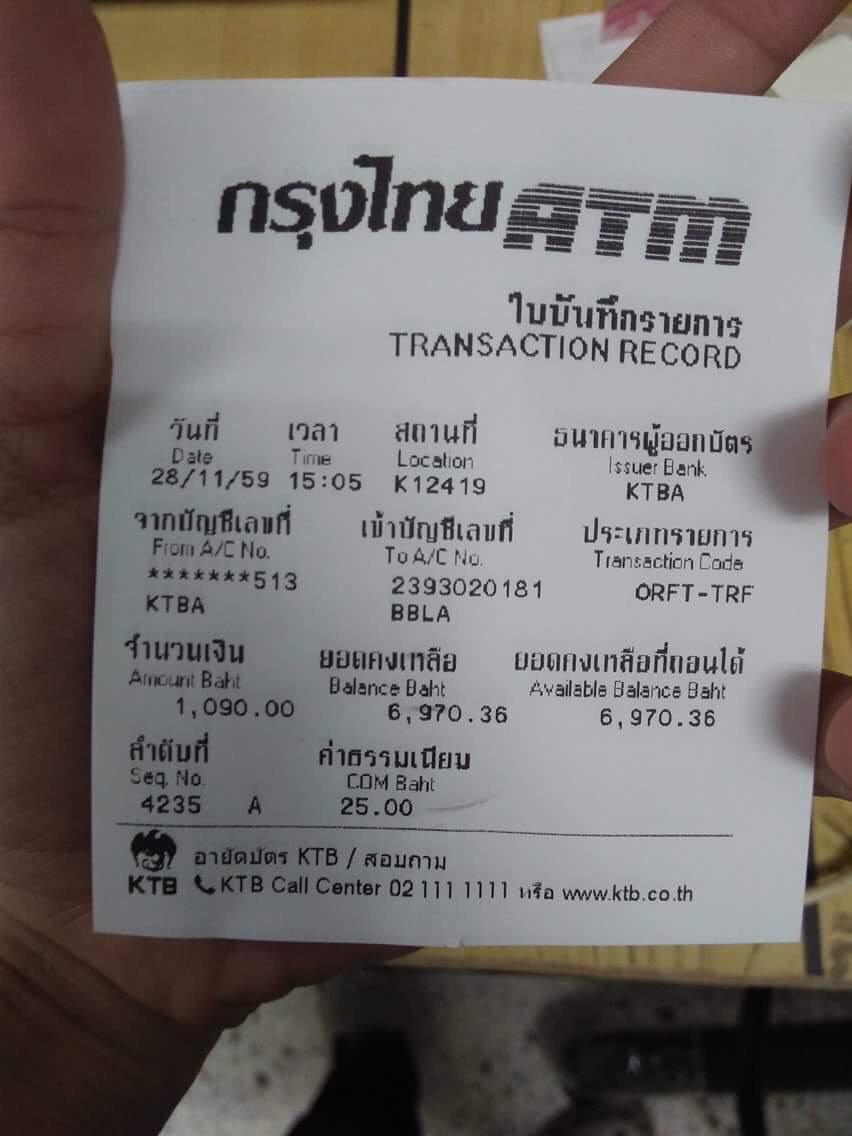 กรุงไทย ATM
ใบบันทึกรายการ
TRANSACTION RECORD
วันที่ เวลา สถานที่ ธนาคารผู้ออกบัตร
Date Time Location Issuer Bank
28/11/59 15:05 K12419 KTBA
จากบัญชีเลขที่ เข้าบัญชีเลขที่ ประเภทรายการ
From A/C No. To A/C No. Transaction Code
*******513 2393020181 ORFT-TRF
KTBA BBLA
จำนวนเงิน ยอดคงเหลือ ยอดคงเหลือที่ถอนได้
Amount Baht Balance Baht Available Balance Baht
1,090.00 6,970.36 6,970.36
ลำดับที่ ค่าธรรมเนียม
Seq. No. COM Baht
4235 A 25.00
อายัดบัตร KTB / สอบถาม
KTB KTB Call Center 02 111 1111 หรือ www.ktb.co.th